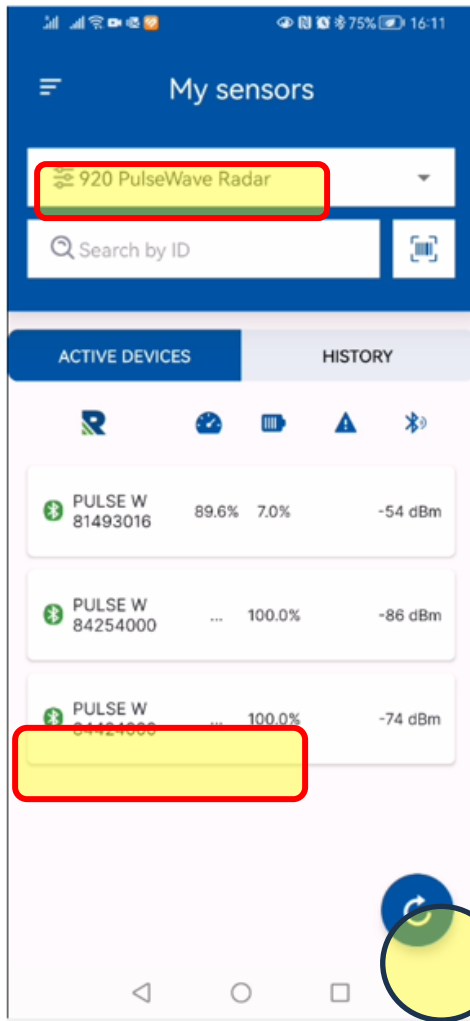 75% 16:11
My sensors
920 PulseWave Radar
Search by ID
ACTIVE DEVICES HISTORY
PULSE W
81493016 89.6% 7.0% -54 dBm
PULSE W
84254000 ... 100.0% -86 dBm
PULSE W
... 100.0% -74 dBm